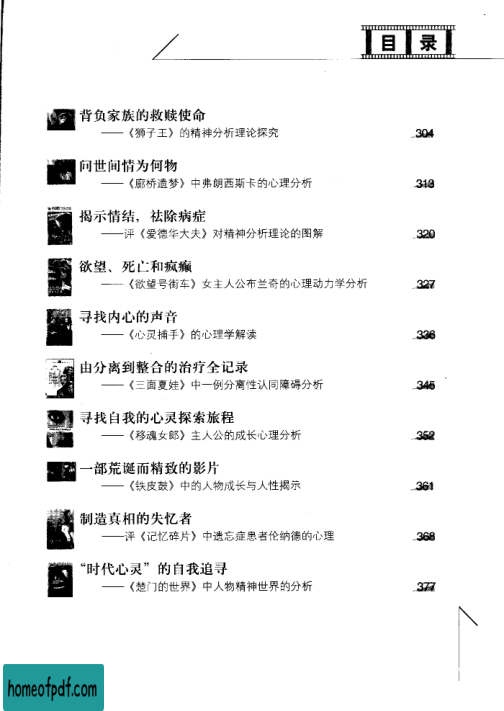 目 录
背负家族的救赎使命
——《狮子王》的精神分析理论探究 304
问世间情为何物
——《廊桥遗梦》中弗朗西斯卡的心理分析 313
揭示情结，祛除病症
——评《爱德华大夫》对精神分析理论的图解 320
欲望、死亡和疯癫
——《欲望号街车》女主人公布兰奇的心理动力学分析 327
寻找内心的声音
——《心灵捕手》的心理学解读 336
由分离到整合的治疗全记录
——《三面夏娃》中一例分离性认同障碍分析 345
寻找自我的心灵探索旅程
——《移魂女郎》主人公的成长心理分析 352
一部荒诞而精致的影片
——《铁皮鼓》中的人物成长与人性揭示 361
制造真相的失忆者
——评《记忆碎片》中遗忘症患者伦纳德的心理 368
“时代心灵”的自我追寻
——《楚门的世界》中人物精神世界的分析 377
homeofpdf.com